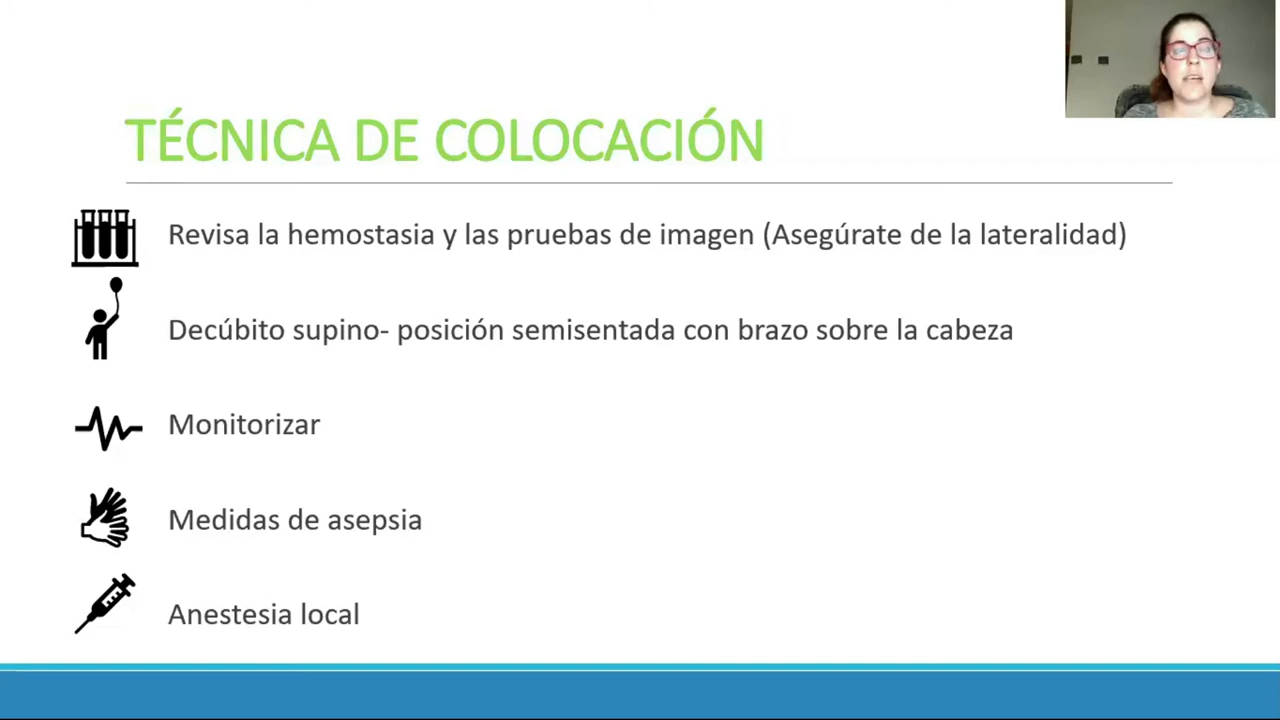 TÉCNICA DE COLOCACIÓN
Revisa la hemostasia y las pruebas de imagen (Asegúrate de la lateralidad)
Decúbito supino- posición semisentada con brazo sobre la cabeza
Monitorizar
Medidas de asepsia
Anestesia local